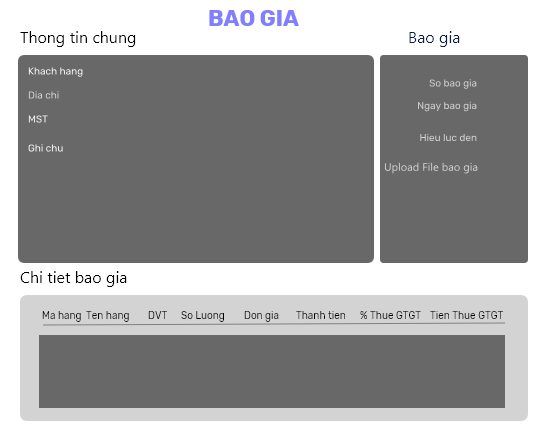 BAO GIA
Thong tin chung
Bao gia
Khach hang
Dia chi
MST
Ghi chu
So bao gia
Ngay bao gia
Hieu luc den
Upload File bao gia
Chi tiet bao gia
Ma hang Ten hang DVT So Luong Don gia Thanh tien % Thue GTGT Tien Thue GTGT